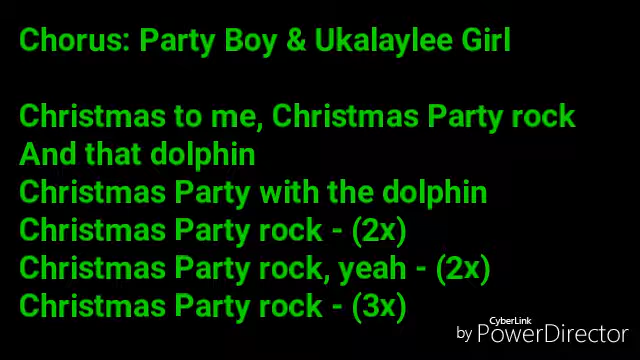 Chorus: Party Boy & Ukalaylee Girl
Christmas to me, Christmas Party rock
And that dolphin
Christmas Party with the dolphin
Christmas Party rock - (2x)
Christmas Party rock, yeah - (2x)
Christmas Party rock - (3x)
CyberLink
by PowerDirector